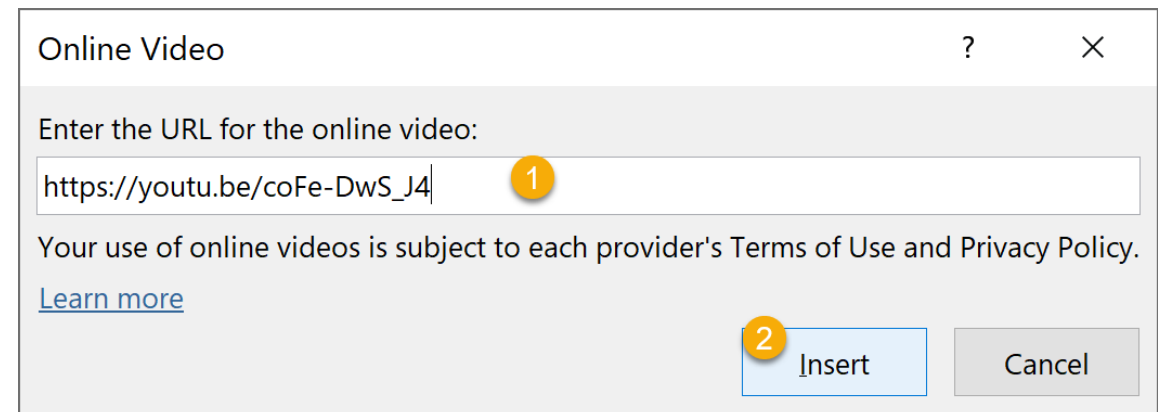 Online Video ?
Enter the URL for the online video:
https://youtu.be/coFe-DwS_J4 1
Your use of online videos is subject to each provider's Terms of Use and Privacy Policy.
Learn more
2 Insert Cancel